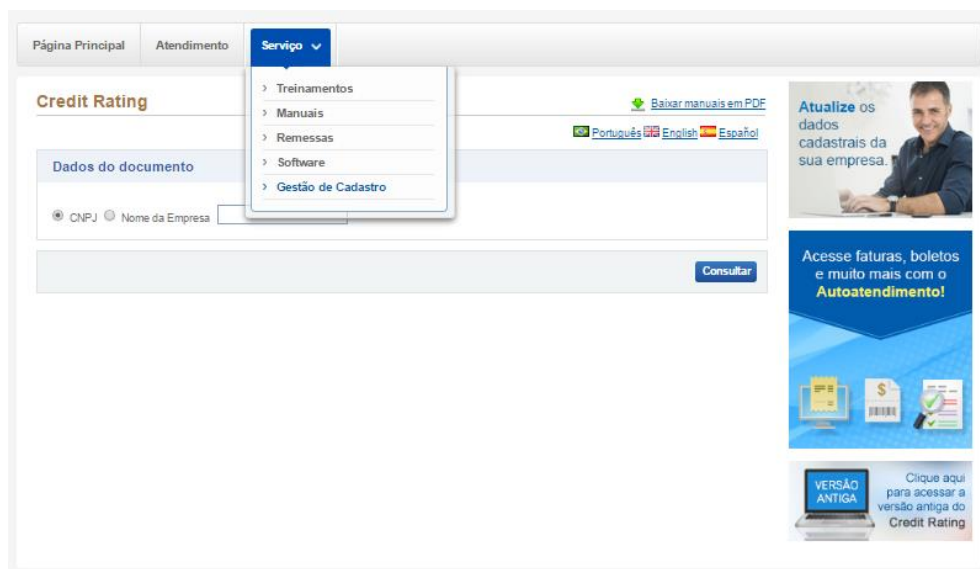 Página Principal
Atendimento
Serviço
Treinamentos
Manuais
Remessas
Software
Gestão de Cadastro
Credit Rating
Baixar manuais em PDF
Português English Español
Dados do documento
CNPJ Nome da Empresa
Consultar
Atualize os
dados
cadastrais da
sua empresa.
Acesse faturas, boletos
e muito mais com o
Autoatendimento!
VERSÃO
ANTIGA
Clique aqui
para acessar a
versão antiga do
Credit Rating